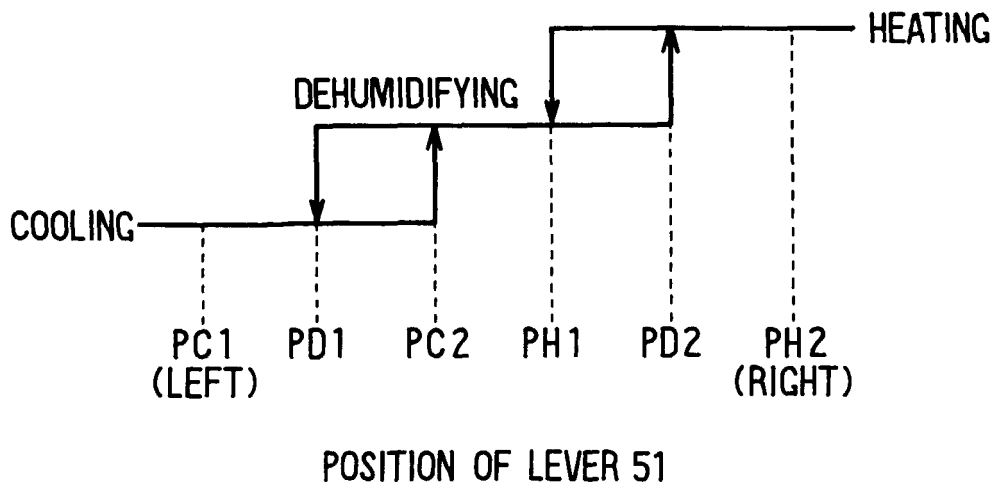 HEATING
DEHUMIDIFYING
COOLING
PC1 PD1 PC2 PH1 PD2 PH2
(LEFT) (RIGHT)
POSITION OF LEVER 51